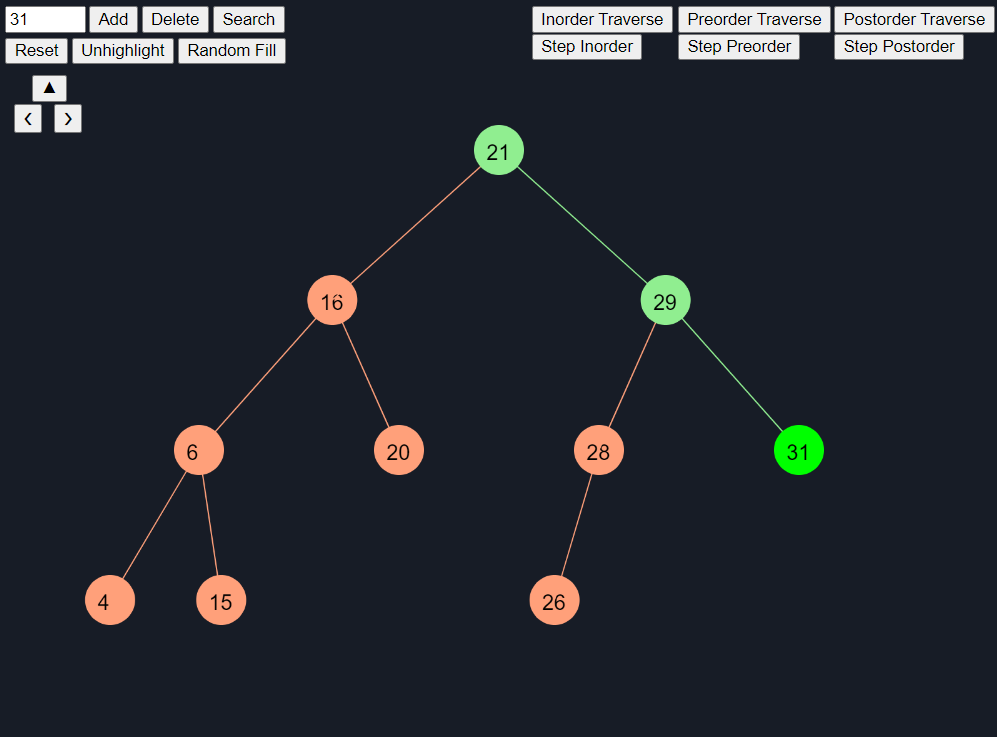 31 Add Delete Search
Reset Unhighlight Random Fill
Inorder Traverse Preorder Traverse Postorder Traverse
Step Inorder Step Preorder Step Postorder
▲
‹ ›
21
16 29
6 20 28 31
4 15 26